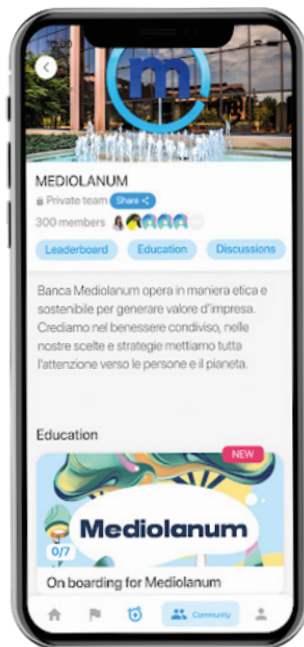 m
MEDIOLANUM
Private team Share
300 members
Leaderboard Education Discussions
Banca Mediolanum opera in maniera etica e
sostenibile per generare valore d'impresa.
Crediamo nel benessere condiviso, nelle
nostre scelte e strategie mettiamo tutta
l'attenzione verso le persone e il pianeta.
Education
NEW
Mediolanum
0/7
On boarding for Mediolanum
Community